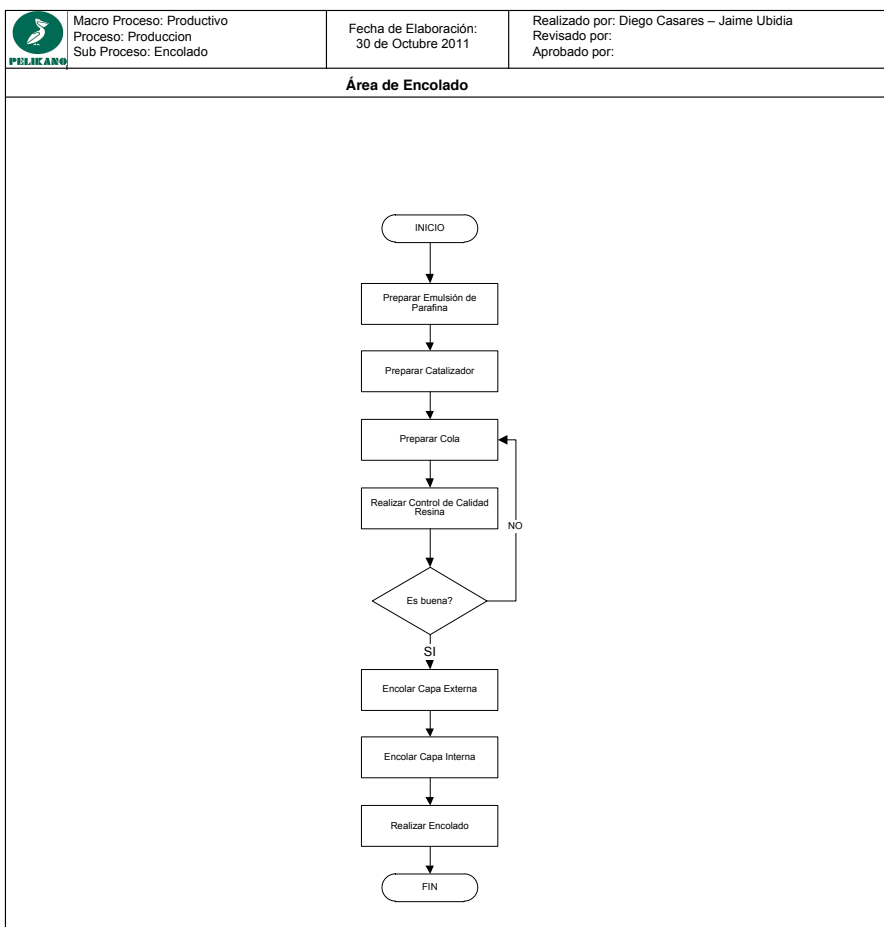 PELIKANO
Macro Proceso: Productivo
Proceso: Produccion
Sub Proceso: Encolado
Fecha de Elaboración:
30 de Octubre 2011
Realizado por: Diego Casares – Jaime Ubidia
Revisado por:
Aprobado por:
Área de Encolado
INICIO
Preparar Emulsión de
Parafina
Preparar Catalizador
Preparar Cola
Realizar Control de Calidad
Resina
NO
Es buena?
SI
Encolar Capa Externa
Encolar Capa Interna
Realizar Encolado
FIN